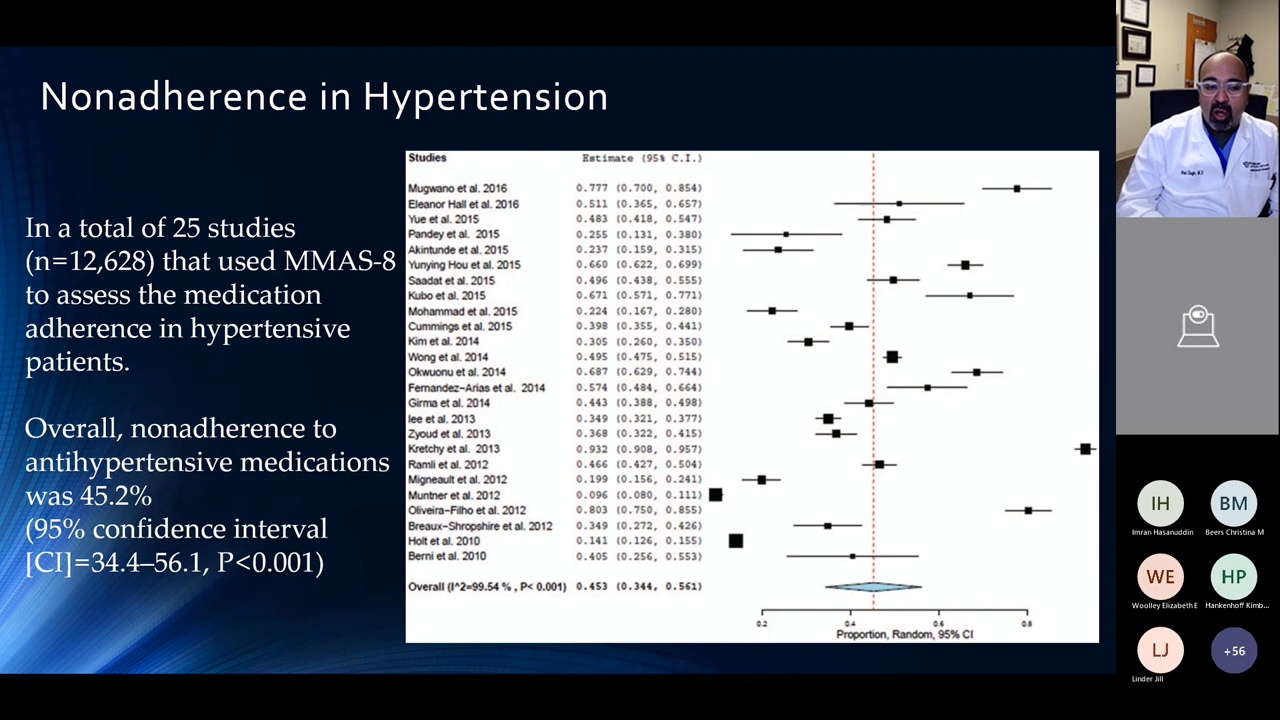 Nonadherence in Hypertension
In a total of 25 studies
(n=12,628) that used MMAS-8
to assess the medication
adherence in hypertensive
patients.
Overall, nonadherence to
antihypertensive medications
was 45.2%
(95% confidence interval
[CI]=34.4–56.1, P<0.001)
Studies Estimate (95% C.I.)
Mugwano et al. 2016 0.777 (0.700, 0.854)
Eleanor Hall et al. 2016 0.511 (0.365, 0.657)
Yue et al. 2015 0.483 (0.418, 0.547)
Pandey et al. 2015 0.255 (0.131, 0.380)
Akintunde et al. 2015 0.237 (0.159, 0.315)
Yunying Hou et al. 2015 0.660 (0.622, 0.699)
Saadat et al. 2015 0.496 (0.438, 0.555)
Kubo et al. 2015 0.671 (0.571, 0.771)
Mohammad et al. 2015 0.224 (0.167, 0.280)
Cummings et al. 2015 0.398 (0.355, 0.441)
Kim et al. 2014 0.305 (0.260, 0.350)
Wong et al. 2014 0.495 (0.475, 0.515)
Okwuonu et al. 2014 0.687 (0.629, 0.744)
Fernandez−Arias et al. 2014 0.574 (0.484, 0.664)
Girma et al. 2014 0.443 (0.388, 0.498)
lee et al. 2013 0.349 (0.321, 0.377)
Zyoud et al. 2013 0.368 (0.322, 0.415)
Kretchy et al. 2013 0.932 (0.908, 0.957)
Ramli et al. 2012 0.466 (0.427, 0.504)
Migneault et al. 2012 0.199 (0.156, 0.241)
Muntner et al. 2012 0.096 (0.080, 0.111)
Oliveira−Filho et al. 2012 0.803 (0.750, 0.855)
Breaux−Shropshire et al. 2012 0.349 (0.272, 0.426)
Holt et al. 2010 0.141 (0.126, 0.155)
Berni et al. 2010 0.405 (0.256, 0.553)
Overall (I^2=99.54 % , P< 0.001) 0.453 (0.344, 0.561)
0.2 0.4 0.6 0.8
Proportion, Random, 95% CI
IH BM
Imran Hasanuddin Beers Christina M
WE HP
Woolley Elizabeth E Hankenhoff Kimb...
LJ +56
Linder Jill